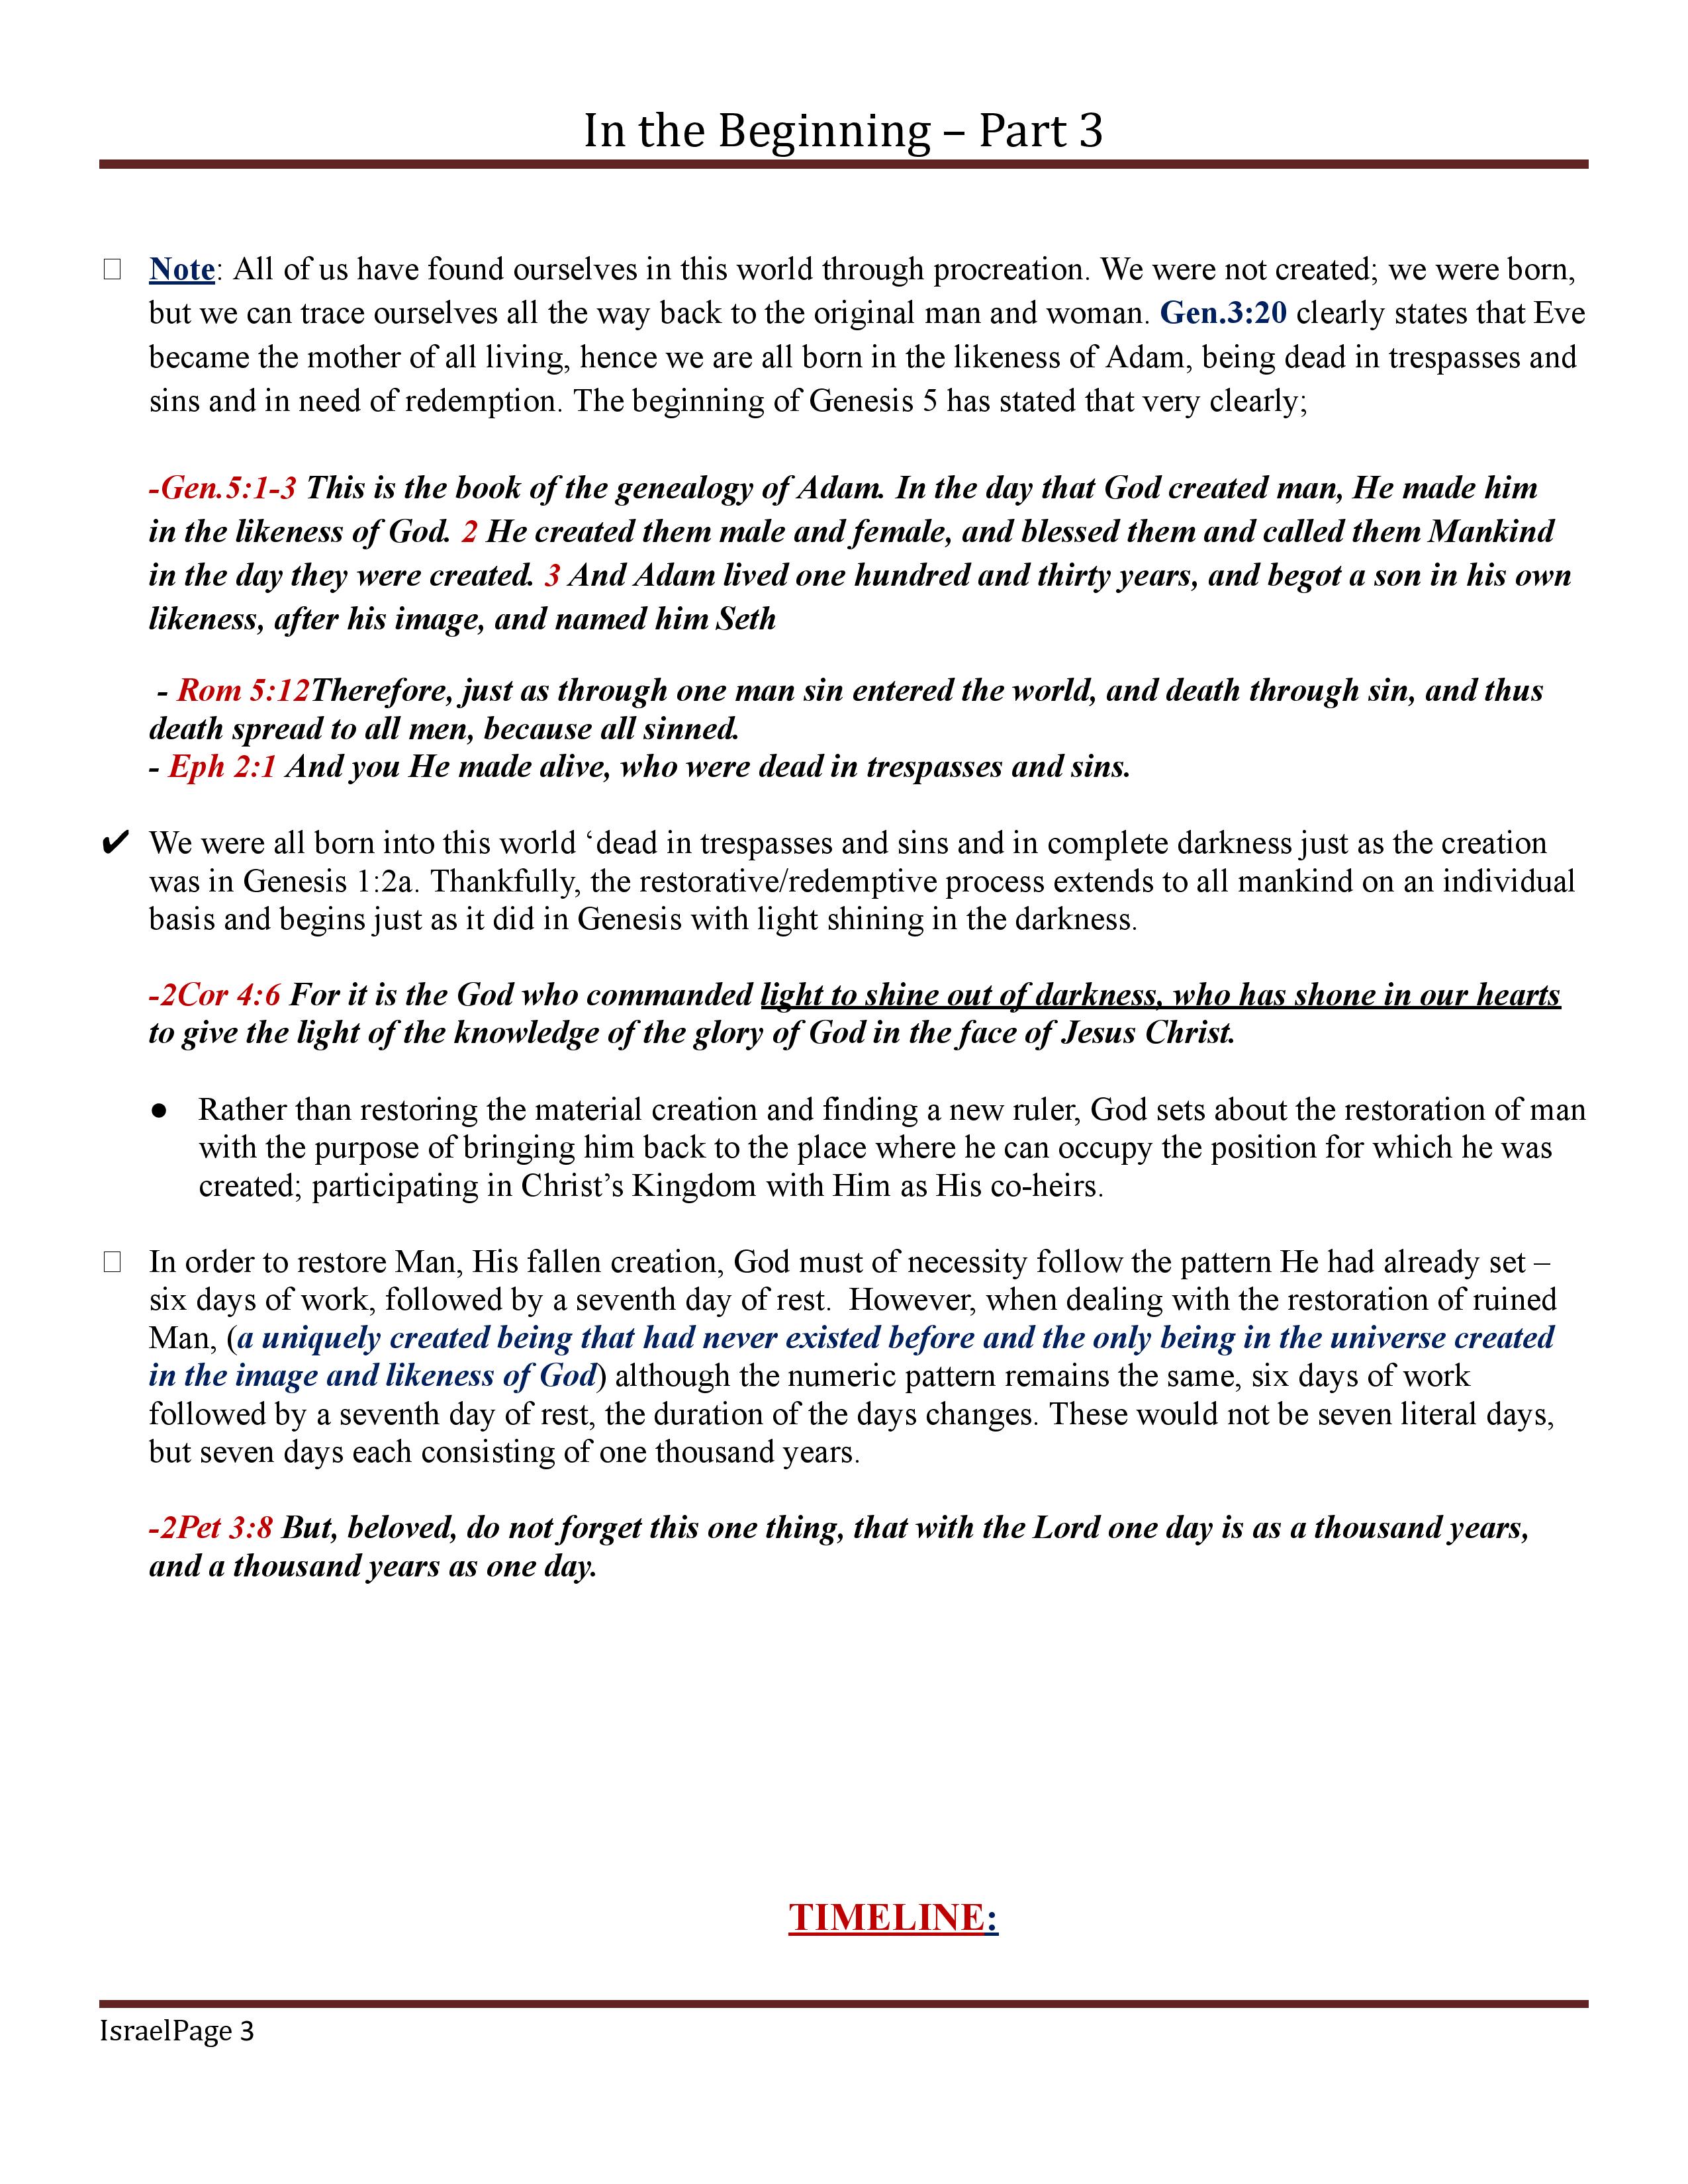 In the Beginning – Part 3
Note: All of us have found ourselves in this world through procreation. We were not created; we were born,
but we can trace ourselves all the way back to the original man and woman. Gen.3:20 clearly states that Eve
became the mother of all living, hence we are all born in the likeness of Adam, being dead in trespasses and
sins and in need of redemption. The beginning of Genesis 5 has stated that very clearly;
-Gen.5:1-3 This is the book of the genealogy of Adam. In the day that God created man, He made him
in the likeness of God. 2 He created them male and female, and blessed them and called them Mankind
in the day they were created. 3 And Adam lived one hundred and thirty years, and begot a son in his own
likeness, after his image, and named him Seth
- Rom 5:12Therefore, just as through one man sin entered the world, and death through sin, and thus
death spread to all men, because all sinned.
- Eph 2:1 And you He made alive, who were dead in trespasses and sins.
✔ We were all born into this world ‘dead in trespasses and sins and in complete darkness just as the creation
was in Genesis 1:2a. Thankfully, the restorative/redemptive process extends to all mankind on an individual
basis and begins just as it did in Genesis with light shining in the darkness.
-2Cor 4:6 For it is the God who commanded light to shine out of darkness, who has shone in our hearts
to give the light of the knowledge of the glory of God in the face of Jesus Christ.
● Rather than restoring the material creation and finding a new ruler, God sets about the restoration of man
with the purpose of bringing him back to the place where he can occupy the position for which he was
created; participating in Christ’s Kingdom with Him as His co-heirs.
In order to restore Man, His fallen creation, God must of necessity follow the pattern He had already set –
six days of work, followed by a seventh day of rest.  However, when dealing with the restoration of ruined
Man, (a uniquely created being that had never existed before and the only being in the universe created
in the image and likeness of God) although the numeric pattern remains the same, six days of work
followed by a seventh day of rest, the duration of the days changes. These would not be seven literal days,
but seven days each consisting of one thousand years.
-2Pet 3:8 But, beloved, do not forget this one thing, that with the Lord one day is as a thousand years,
and a thousand years as one day.
TIMELINE:
IsraelPage 3